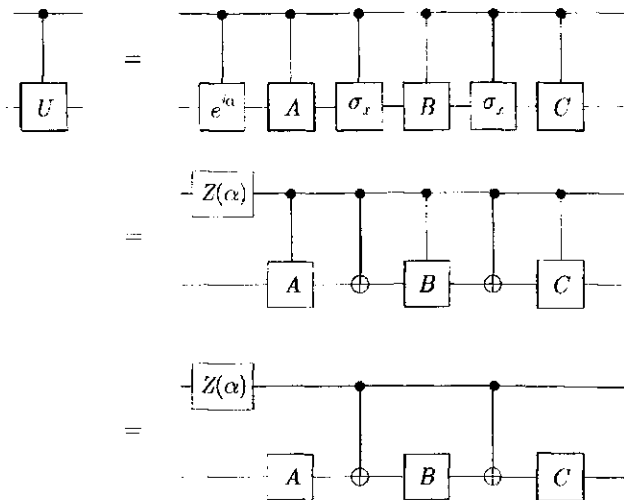 U = e^{iα} A σ_x B σ_x C
Z(α)
= A B C
Z(α)
= A B C